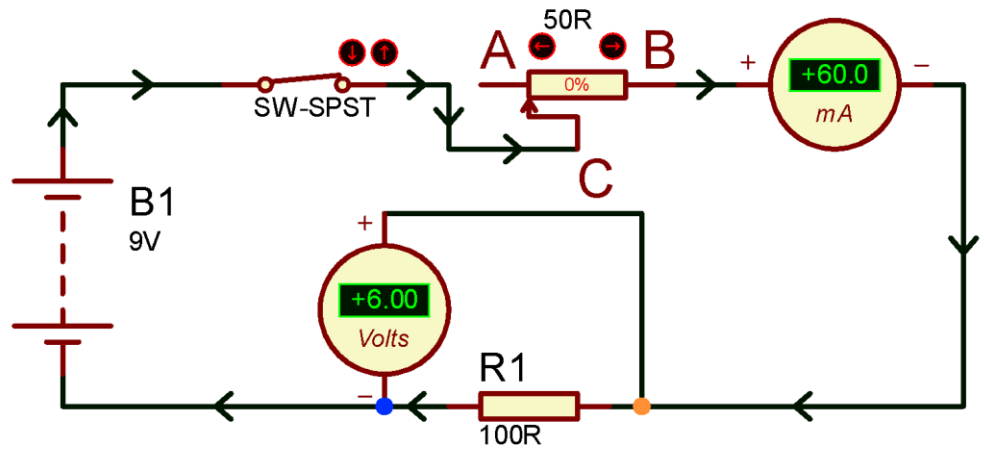 50R
A
B
0%
C
SW-SPST
+
+60.0
mA
−
B1
9V
+
+6.00
Volts
−
R1
100R